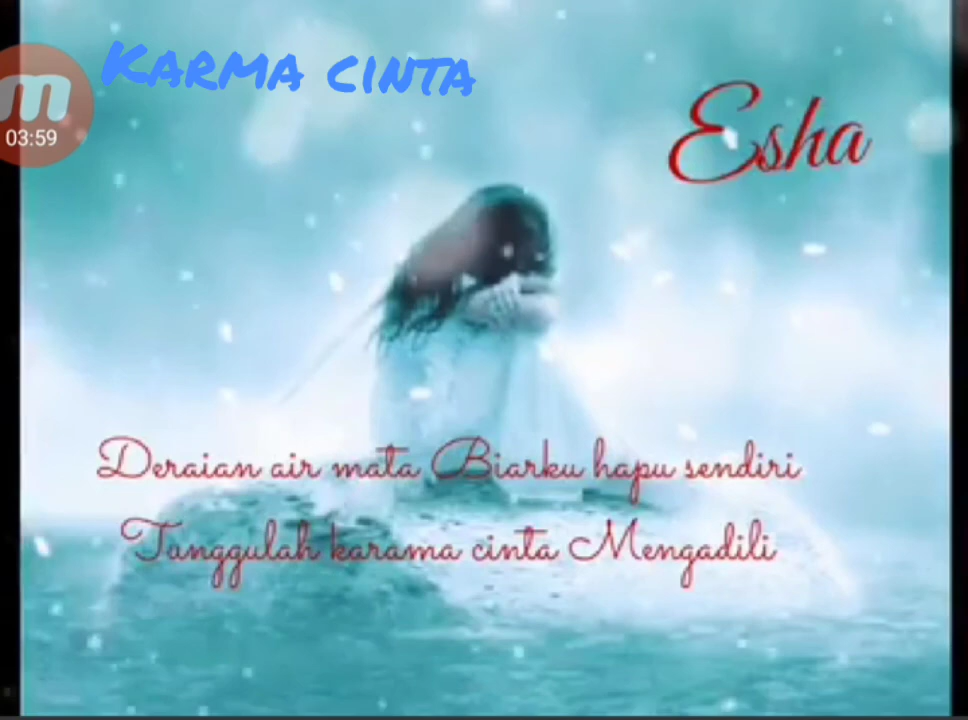 Karma cinta
m
03:59
Esha
Deraian air mata Biarku hapu sendiri
Tunggulah karama cinta Mengadili